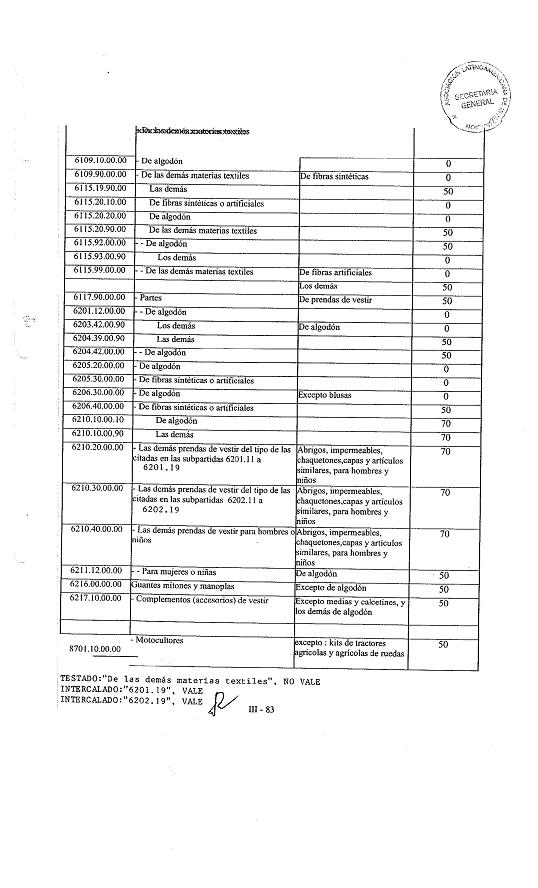 ASOCIACION LATINOAMERICANA DE
SECRETARIA
GENERAL
- De las demás materias textiles
6109.10.00.00 - De algodón 0
6109.90.00.00 - De las demás materias textiles De fibras sintéticas 0
6115.19.90.00 Las demás 50
6115.20.10.00 De fibras sintéticas o artificiales 0
6115.20.20.00 De algodón 0
6115.20.90.00 De las demás materias textiles 50
6115.92.00.00 - - De algodón 50
6115.93.00.90 Los demás 0
6115.99.00.00 - - De las demás materias textiles De fibras artificiales 0
Los demás 50
6117.90.00.00 - Partes De prendas de vestir 50
6201.12.00.00 - - De algodón 0
6203.42.00.90 Los demás De algodón 0
6204.39.00.90 Las demás 50
6204.42.00.00 - - De algodón 50
6205.20.00.00 - De algodón 0
6205.30.00.00 - De fibras sintéticas o artificiales 0
6206.30.00.00 - De algodón Excepto blusas 0
6206.40.00.00 - De fibras sintéticas o artificiales 50
6210.10.00.10 De algodón 70
6210.10.00.90 Las demás 70
6210.20.00.00 - Las demás prendas de vestir del tipo de las Abrigos, impermeables, 70
citadas en las subpartidas 6201.11 a chaquetones,capas y artículos
6201.19 similares, para hombres y
niños
6210.30.00.00 - Las demás prendas de vestir del tipo de las Abrigos, impermeables, 70
citadas en las subpartidas 6202.11 a chaquetones,capas y artículos
6202.19 similares, para hombres y
niños
6210.40.00.00 - Las demás prendas de vestir para hombres o Abrigos, impermeables, 70
niños chaquetones,capas y artículos
similares, para hombres y
niños
6211.12.00.00 - - Para mujeres o niñas De algodón 50
6216.00.00.00 Guantes mitones y manoplas Excepto de algodón 50
6217.10.00.00 - Complementos (accesorios) de vestir Excepto medias y calcetines, y 50
los demás de algodón
- Motocultores excepto : kits de tractores 50
8701.10.00.00 agrícolas y agrícolas de ruedas
TESTADO:"De las demás materias textiles", NO VALE
INTERCALADO:"6201.19", VALE
INTERCALADO:"6202.19", VALE
III - 83